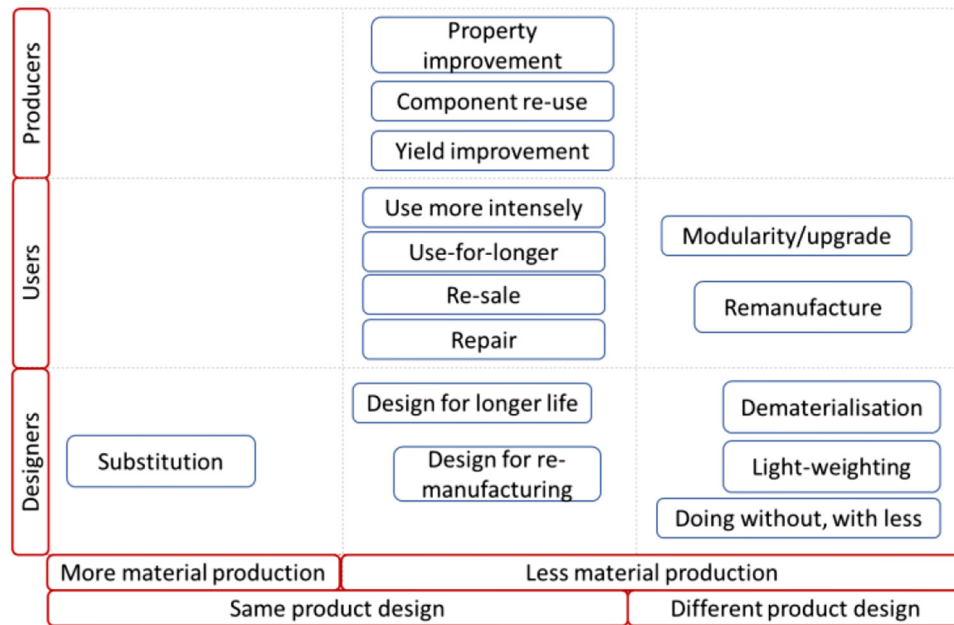 Producers
Property
improvement
Component re-use
Yield improvement
Users
Use more intensely
Use-for-longer
Re-sale
Repair
Modularity/upgrade
Remanufacture
Designers
Substitution
Design for longer life
Design for re-
manufacturing
Dematerialisation
Light-weighting
Doing without, with less
More material production
Less material production
Same product design
Different product design